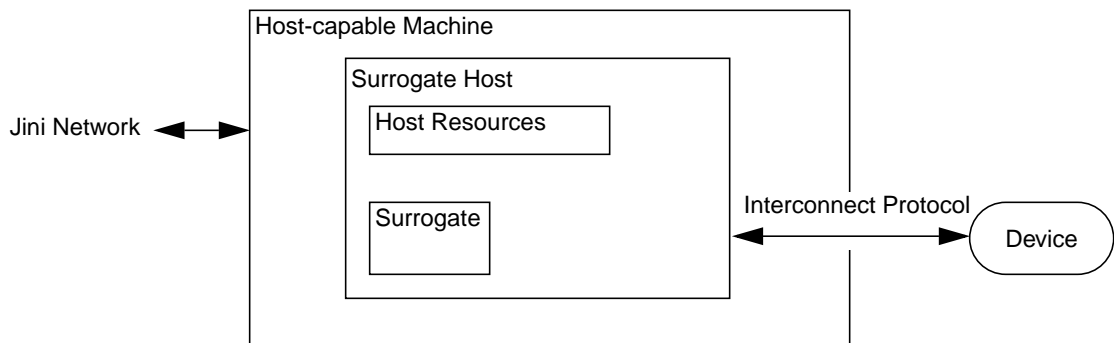 Host-capable Machine
Surrogate Host
Host Resources
Jini Network
Surrogate
Interconnect Protocol
Device